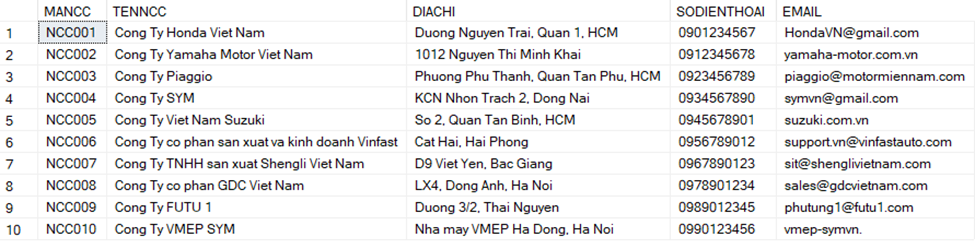 MANCC TENNCC DIACHI SODIENTHOAI EMAIL
1 NCC001 Cong Ty Honda Viet Nam Duong Nguyen Trai, Quan 1, HCM 0901234567 HondaVN@gmail.com
2 NCC002 Cong Ty Yamaha Motor Viet Nam 1012 Nguyen Thi Minh Khai 0912345678 yamaha-motor.com.vn
3 NCC003 Cong Ty Piaggio Phuong Phu Thanh, Quan Tan Phu, HCM 0923456789 piaggio@motormiennam.com
4 NCC004 Cong Ty SYM KCN Nhon Trach 2, Dong Nai 0934567890 symvn@gmail.com
5 NCC005 Cong Ty Viet Nam Suzuki So 2, Quan Tan Binh, HCM 0945678901 suzuki.com.vn
6 NCC006 Cong Ty co phan san xuat va kinh doanh Vinfast Cat Hai, Hai Phong 0956789012 support.vn@vinfastauto.com
7 NCC007 Cong Ty TNHH san xuat Shengli Viet Nam D9 Viet Yen, Bac Giang 0967890123 sit@shenglivietnam.com
8 NCC008 Cong Ty co phan GDC Viet Nam LX4, Dong Anh, Ha Noi 0978901234 sales@gdcvietnam.com
9 NCC009 Cong Ty FUTU 1 Duong 3/2, Thai Nguyen 0989012345 phutung1@futu1.com
10 NCC010 Cong Ty VMEP SYM Nha may VMEP Ha Dong, Ha Noi 0990123456 vmep-symvn.